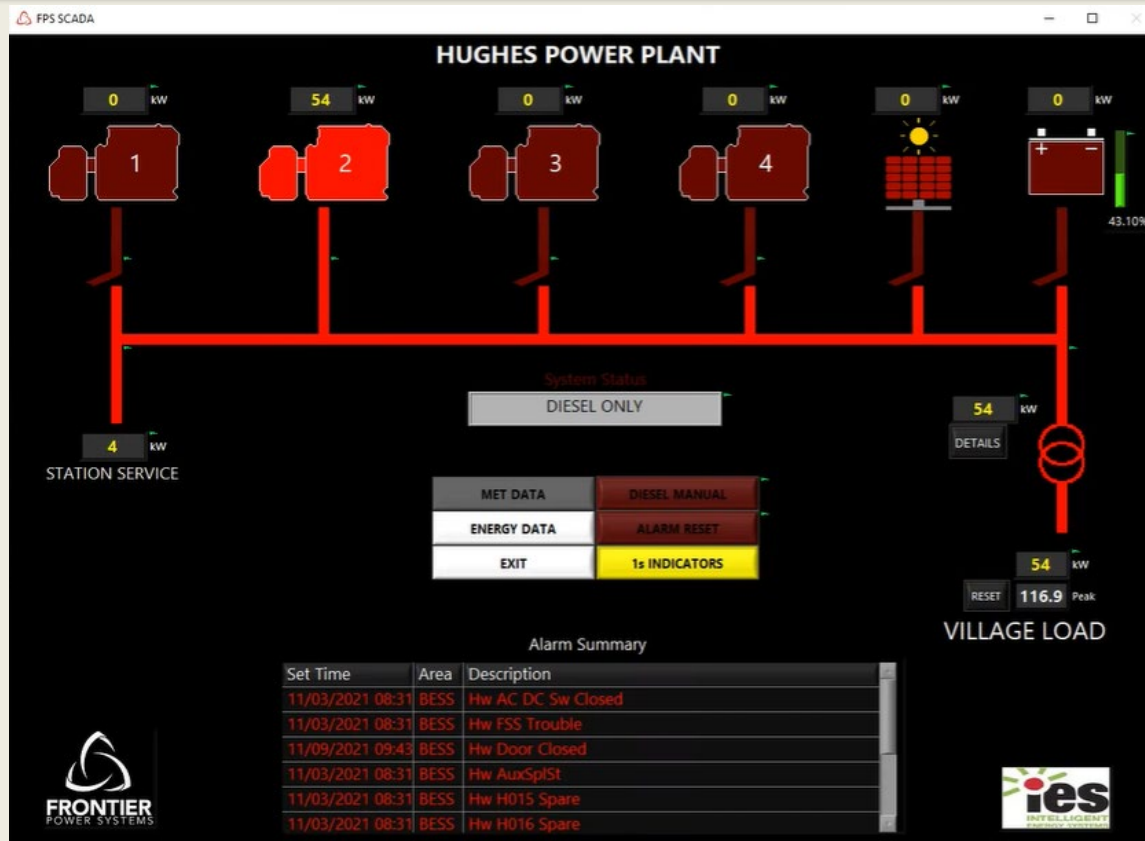 FPS SCADA
HUGHES POWER PLANT
0 kW 54 kW 0 kW 0 kW 0 kW 0 kW
1 2 3 4 + −
43.10%
System Status
DIESEL ONLY
54 kW
DETAILS
4 kW
STATION SERVICE
MET DATA DIESEL MANUAL
ENERGY DATA ALARM RESET
EXIT 1s INDICATORS
54 kW
RESET 116.9 Peak
VILLAGE LOAD
Alarm Summary
Set Time Area Description
11/03/2021 08:31 BESS Hw AC DC Sw Closed
11/03/2021 08:31 BESS Hw FSS Trouble
11/09/2021 09:43 BESS Hw Door Closed
11/03/2021 08:31 BESS Hw AuxSplSt
11/03/2021 08:31 BESS Hw H015 Spare
11/03/2021 08:31 BESS Hw H016 Spare
FRONTIER
POWER SYSTEMS
ies
INTELLIGENT
ENERGY SYSTEMS